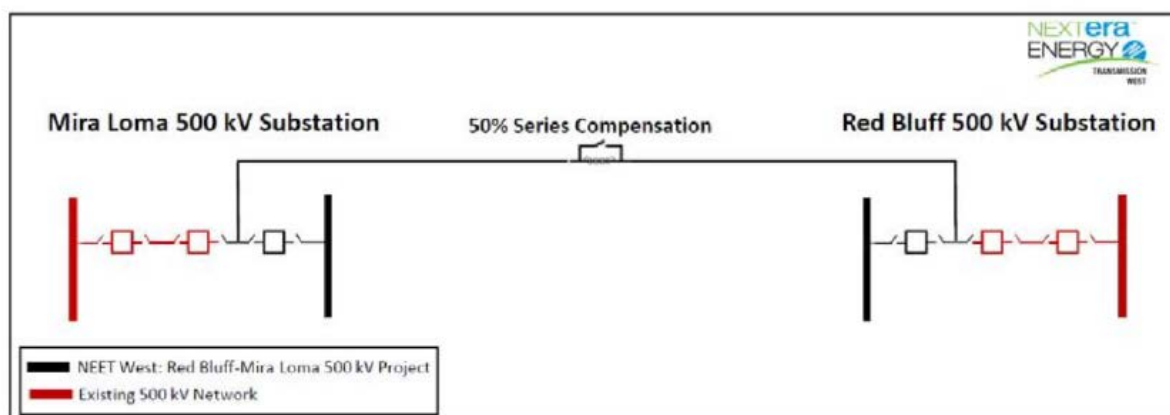 NEXTera
ENERGY
TRANSMISSION
WEST
Mira Loma 500 kV Substation
50% Series Compensation
Red Bluff 500 kV Substation
NEET West: Red Bluff-Mira Loma 500 kV Project
Existing 500 kV Network